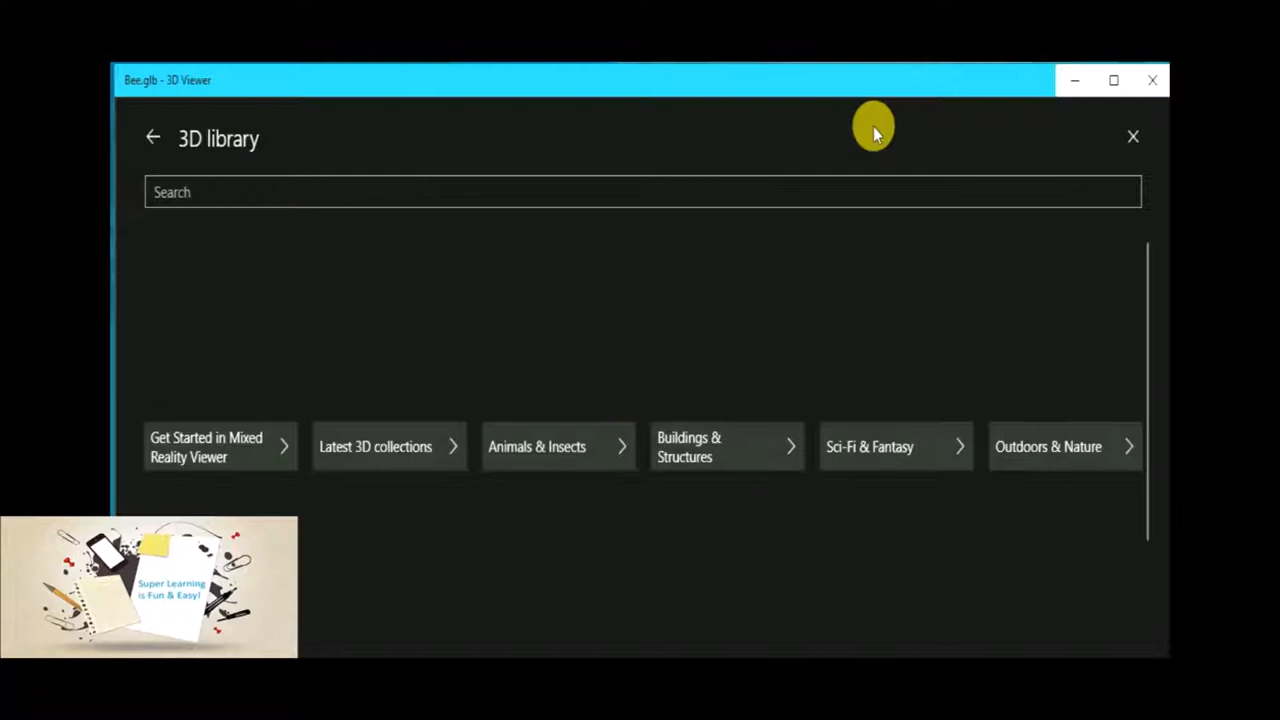 Bee.glb - 3D Viewer
3D library
Search
Get Started in Mixed
Reality Viewer
Latest 3D collections
Animals & Insects
Buildings &
Structures
Sci-Fi & Fantasy
Outdoors & Nature
Super Learning
is Fun & Easy!